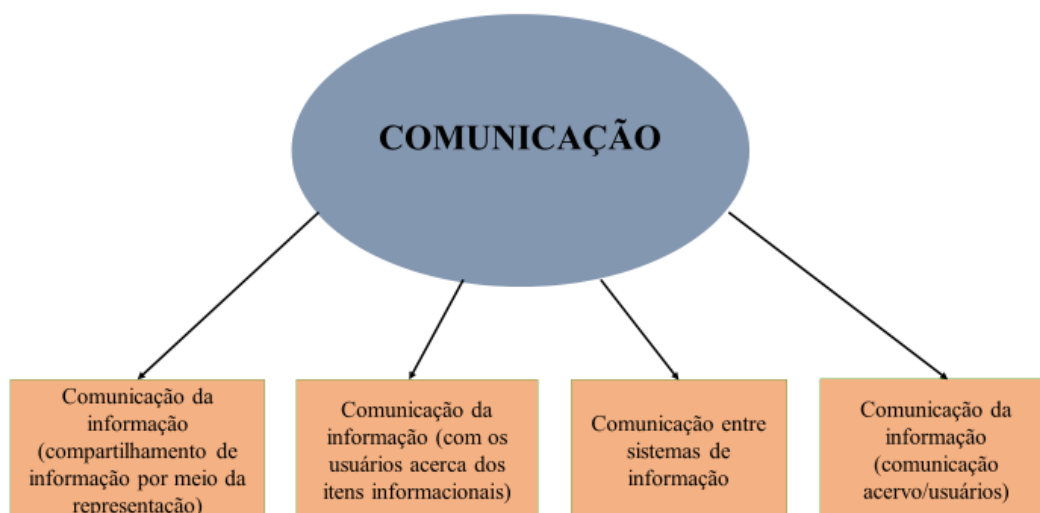 COMUNICAÇÃO
Comunicação da
informação
(compartilhamento de
informação por meio da
representação)
Comunicação da
informação (com os
usuários acerca dos
itens informacionais)
Comunicação entre
sistemas de
informação
Comunicação da
informação
(comunicação
acervo/usuários)